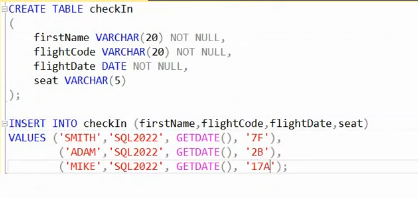 CREATE TABLE checkIn
(
firstName VARCHAR(20) NOT NULL,
flightCode VARCHAR(20) NOT NULL,
flightDate DATE NOT NULL,
seat VARCHAR(5)
);
INSERT INTO checkIn (firstName,flightCode,flightDate,seat)
VALUES ('SMITH','SQL2022', GETDATE(), '7F'),
('ADAM','SQL2022', GETDATE(), '2B'),
('MIKE','SQL2022', GETDATE(), '17A');